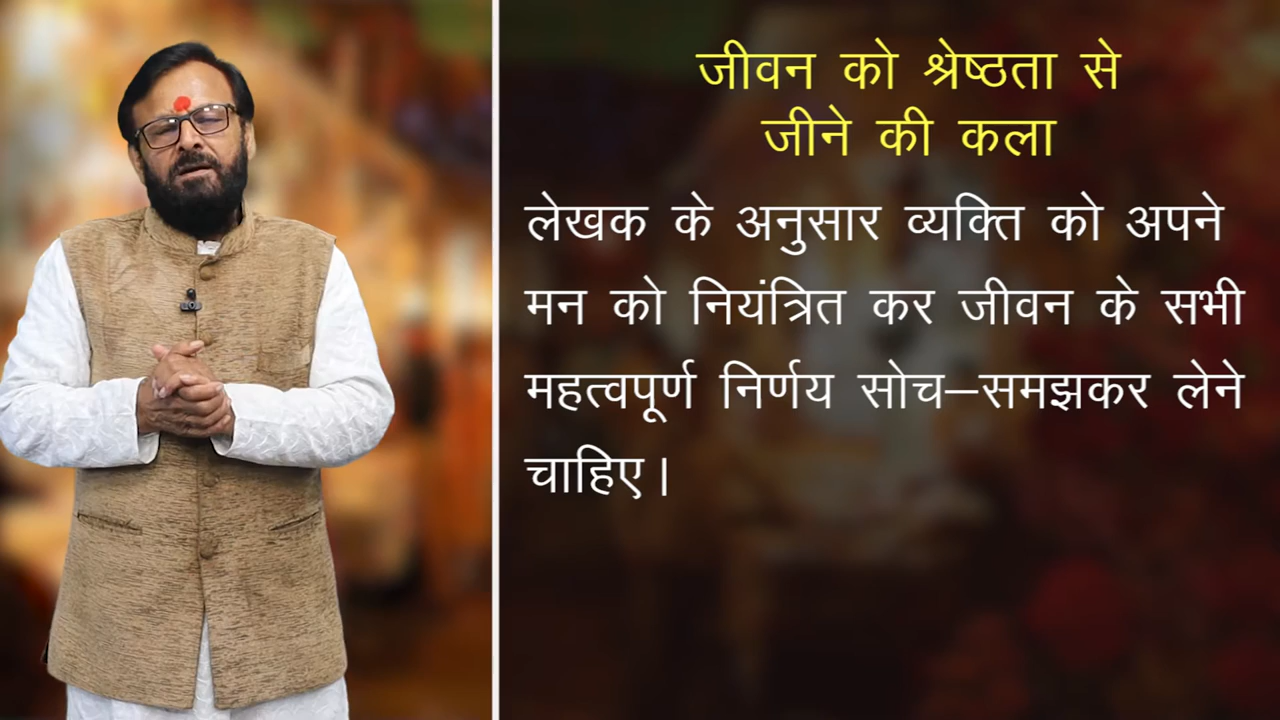 जीवन को श्रेष्ठता से
जीने की कला
लेखक के अनुसार व्यक्ति को अपने
मन को नियंत्रित कर जीवन के सभी
महत्वपूर्ण निर्णय सोच–समझकर लेने
चाहिए।